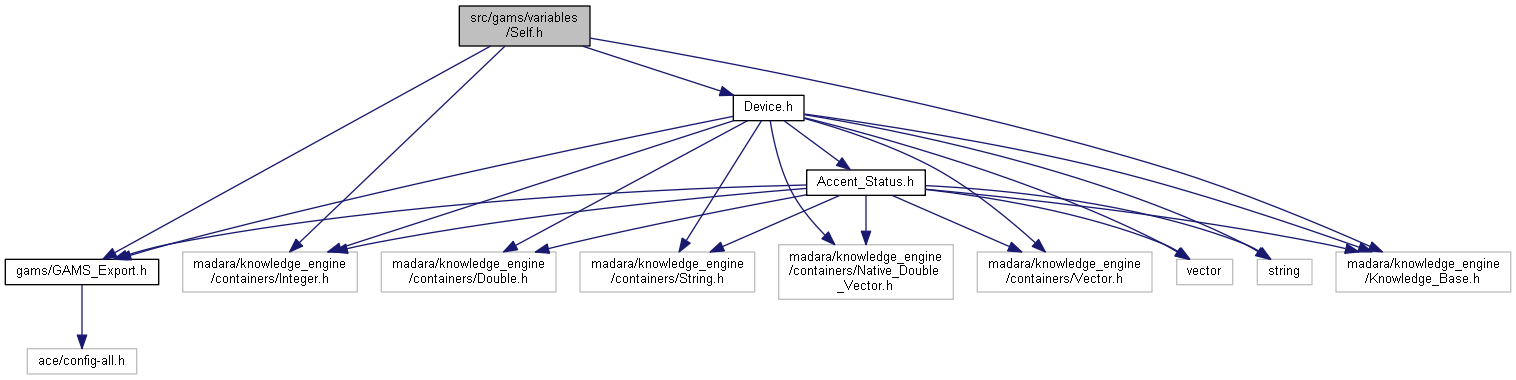 src/gams/variables
/Self.h
Device.h
Accent_Status.h
gams/GAMS_Export.h
madara/knowledge_engine
/containers/Integer.h
madara/knowledge_engine
/containers/Double.h
madara/knowledge_engine
/containers/String.h
madara/knowledge_engine
/containers/Native_Double
_Vector.h
madara/knowledge_engine
/containers/Vector.h
vector
string
madara/knowledge_engine
/Knowledge_Base.h
ace/config-all.h